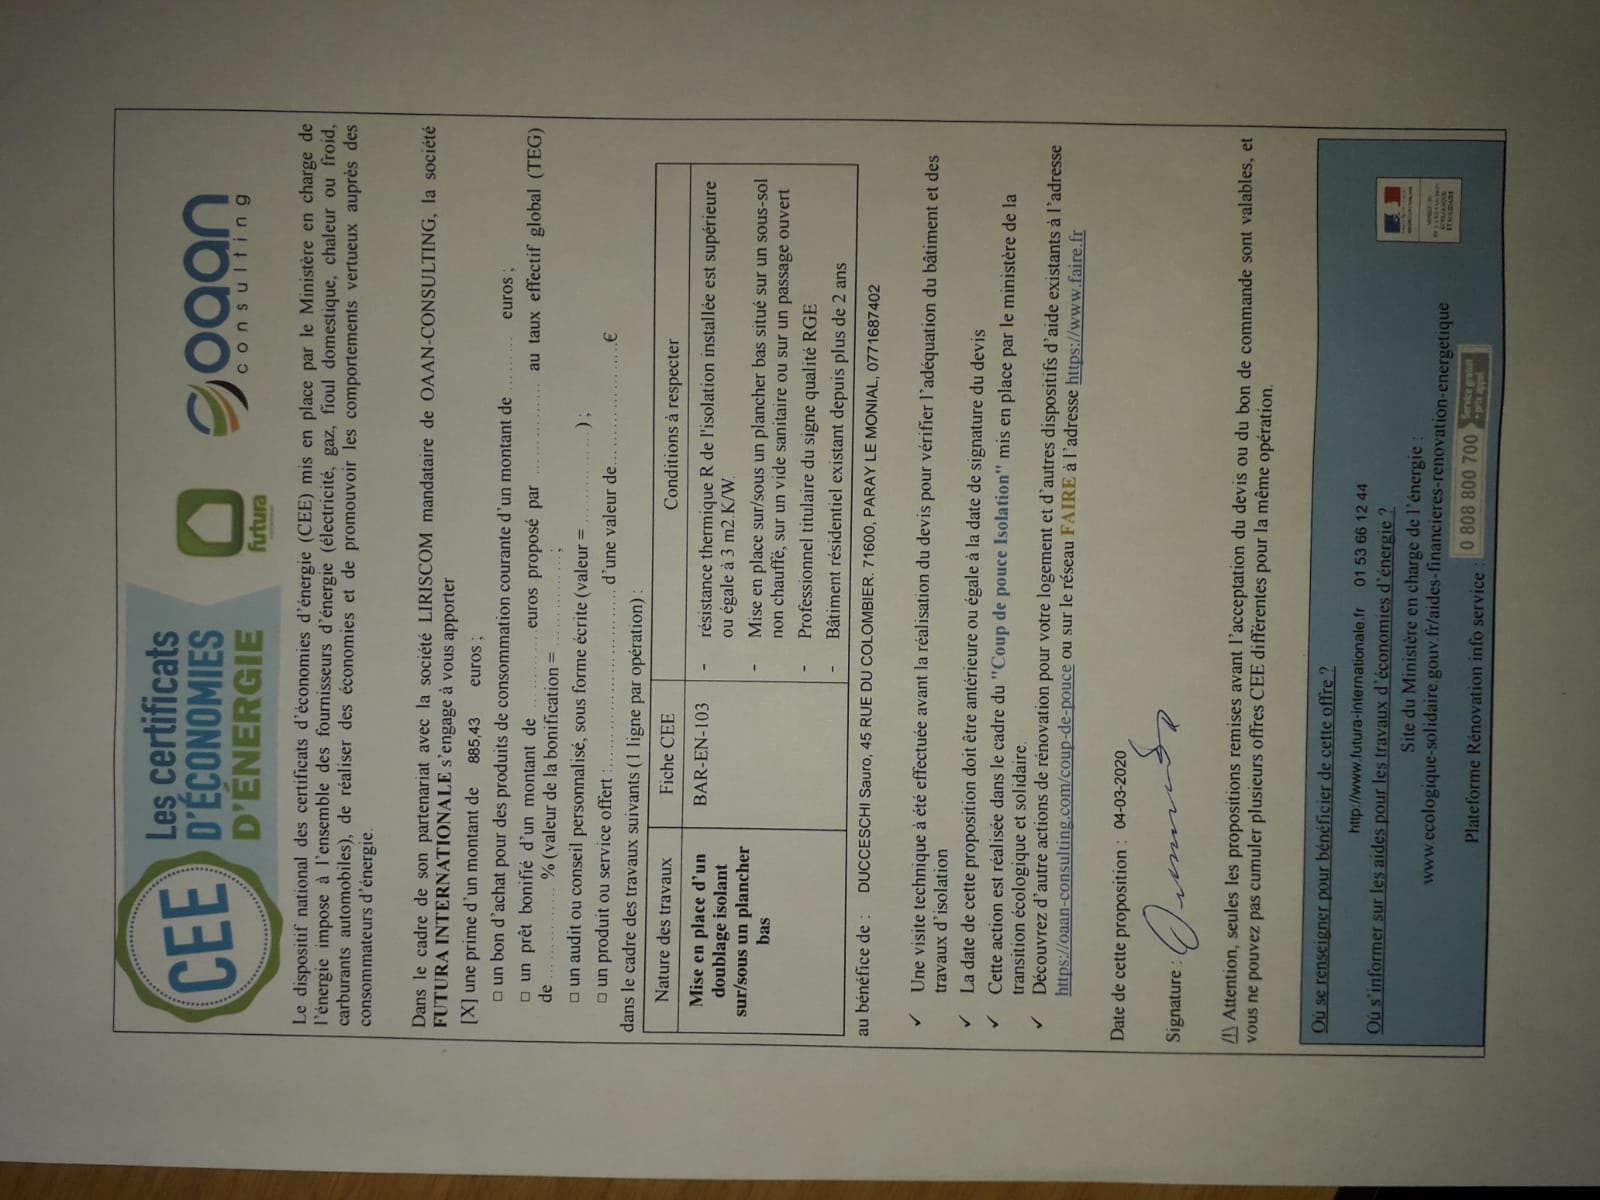 CEE
Les certificats
D'ÉCONOMIES
D'ÉNERGIE
futura
oaan
consulting
Le dispositif national des certificats d'économies d'énergie (CEE) mis en place par le Ministère en charge de
l'énergie impose à l'ensemble des fournisseurs d'énergie (électricité, gaz, fioul domestique, chaleur ou froid,
carburants automobiles), de réaliser des économies et de promouvoir les comportements vertueux auprès des
consommateurs d'énergie.
Dans le cadre de son partenariat avec la société LIRISCOM mandataire de OAAN-CONSULTING, la société
FUTURA INTERNATIONALE s'engage à vous apporter
[X] une prime d'un montant de 885,43 euros ;
□ un bon d'achat pour des produits de consommation courante d'un montant de ........ euros ;
□ un prêt bonifié d'un montant de ............euros proposé par ............... au taux effectif global (TEG)
de ............ % (valeur de la bonification = ............... ;
□ un audit ou conseil personnalisé, sous forme écrite (valeur = ............... ) ;
□ un produit ou service offert :........................... d'une valeur de..................€
dans le cadre des travaux suivants (1 ligne par opération) :
Nature des travaux Fiche CEE Conditions à respecter
Mise en place d'un
doublage isolant
sur/sous un plancher
bas
BAR-EN-103
- résistance thermique R de l'isolation installée est supérieure
ou égale à 3 m2.K/W.
- Mise en place sur/sous un plancher bas situé sur un sous-sol
non chauffé, sur un vide sanitaire ou sur un passage ouvert
- Professionnel titulaire du signe qualité RGE
- Bâtiment résidentiel existant depuis plus de 2 ans
au bénéfice de : DUCCESCHI Sauro, 45 RUE DU COLOMBIER. 71600, PARAY LE MONIAL, 0771687402
✓ Une visite technique à été effectuée avant la réalisation du devis pour vérifier l'adéquation du bâtiment et des
travaux d'isolation
✓ La date de cette proposition doit être antérieure ou égale à la date de signature du devis
✓ Cette action est réalisée dans le cadre du "Coup de pouce Isolation" mis en place par le ministère de la
transition écologique et solidaire.
✓ Découvrez d'autre actions de rénovation pour votre logement et d'autres dispositifs d'aide existants à l'adresse
https://oaan-consulting.com/coup-de-pouce ou sur le réseau FAIRE à l'adresse https://www.faire.fr
Date de cette proposition : 04-03-2020
Signature :
/!\ Attention, seules les propositions remises avant l'acceptation du devis ou du bon de commande sont valables, et
vous ne pouvez pas cumuler plusieurs offres CEE différentes pour la même opération.
Où se renseigner pour bénéficier de cette offre ?
http://www.futura-internationale.fr 01 53 66 12 44
Où s'informer sur les aides pour les travaux d'économies d'énergie ?
Site du Ministère en charge de l'énergie :
www.ecologique-solidaire.gouv.fr/aides-financieres-renovation-energetique
Plateforme Rénovation info service : 0 808 800 700 Service gratuit
+ prix appel